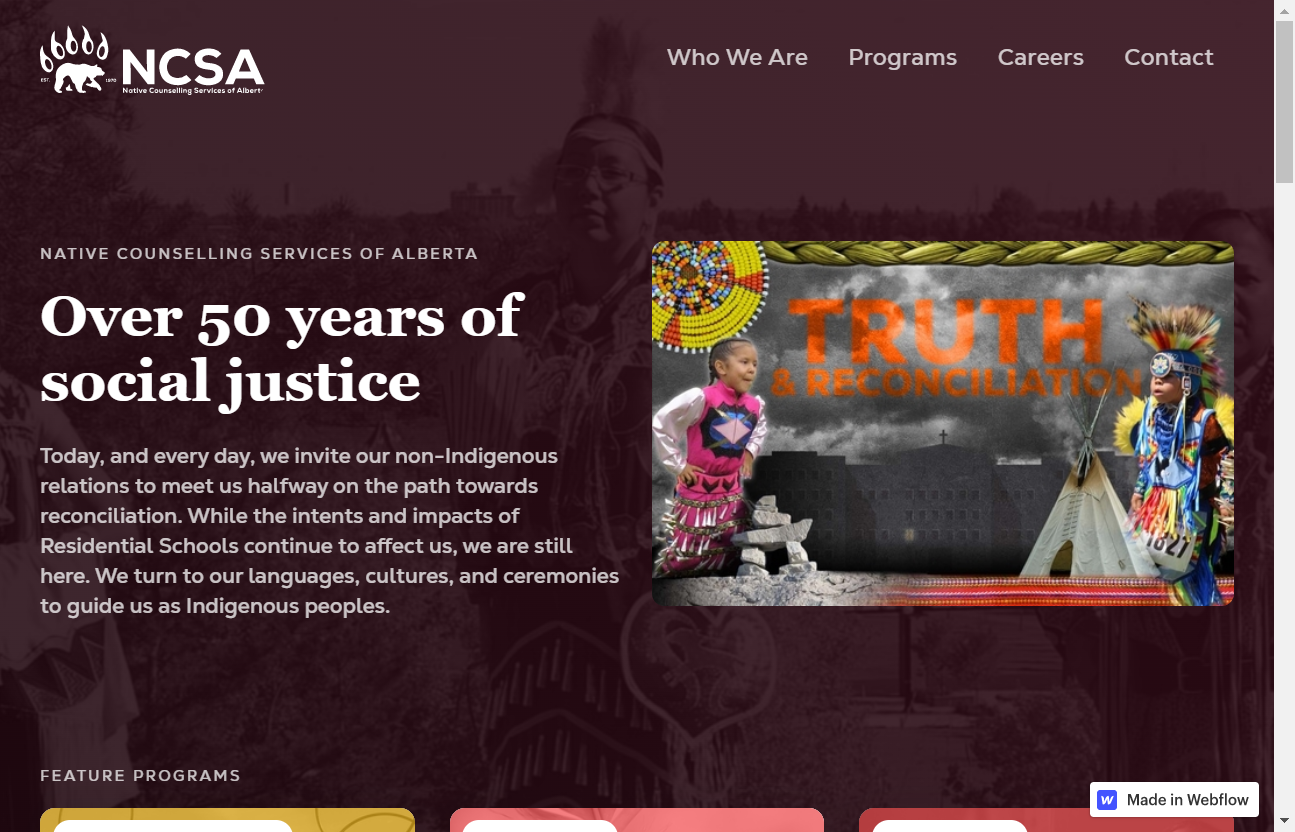 Who We Are
Programs
Careers
Contact
EST.
1970
NCSA
Native Counselling Services of Alberta
NATIVE COUNSELLING SERVICES OF ALBERTA
Over 50 years of
social justice
Today, and every day, we invite our non-Indigenous
relations to meet us halfway on the path towards
reconciliation. While the intents and impacts of
Residential Schools continue to affect us, we are still
here. We turn to our languages, cultures, and ceremonies
to guide us as Indigenous peoples.
TRUTH
& RECONCILIATION
1827
FEATURE PROGRAMS
Made in Webflow